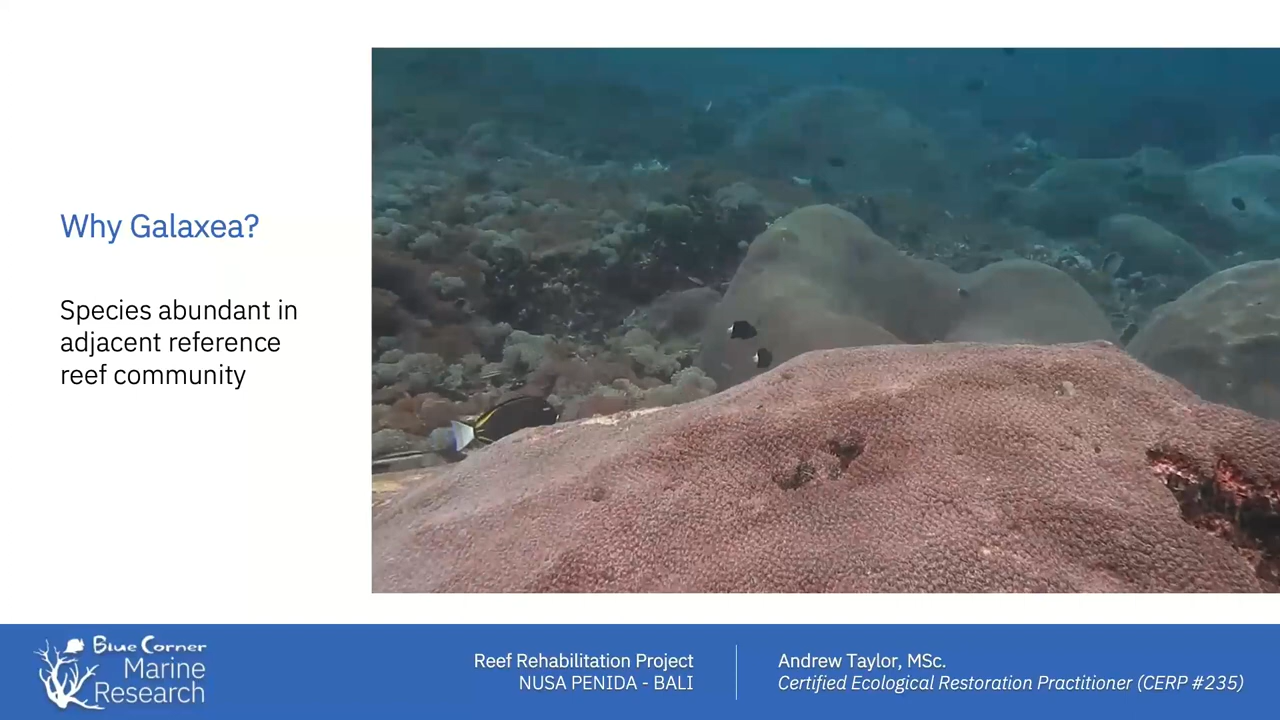 Why Galaxea?
Species abundant in
adjacent reference
reef community
Blue Corner
Marine
Research
Reef Rehabilitation Project
NUSA PENIDA - BALI
Andrew Taylor, MSc.
Certified Ecological Restoration Practitioner (CERP #235)